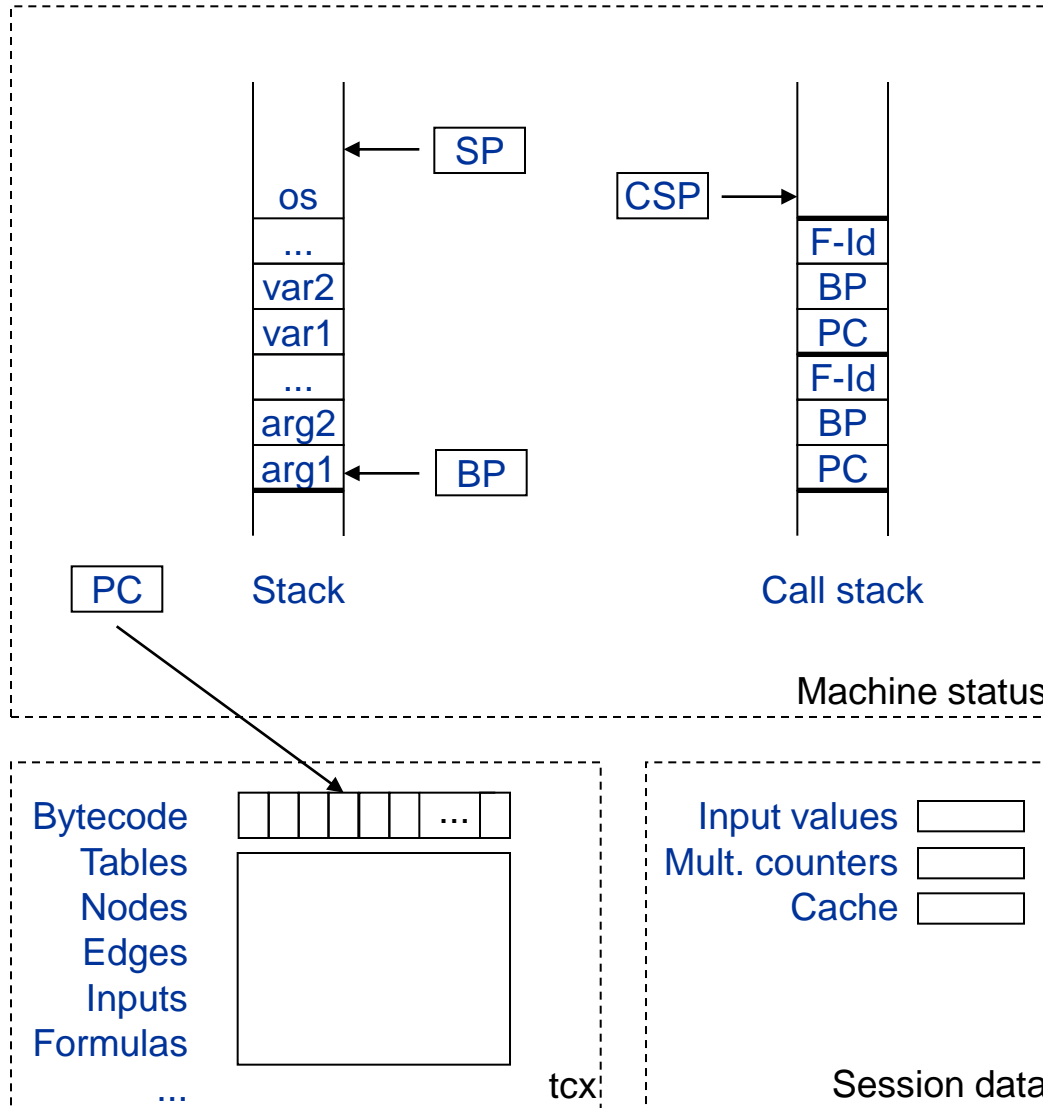 SP
os
CSP
...
F-Id
var2
BP
var1
PC
...
F-Id
arg2
BP
arg1
BP
PC
PC
Stack
Call stack
Machine status
Bytecode
...
Tables
Nodes
Edges
Inputs
Formulas
...
tcx
Input values
Mult. counters
Cache
Session data